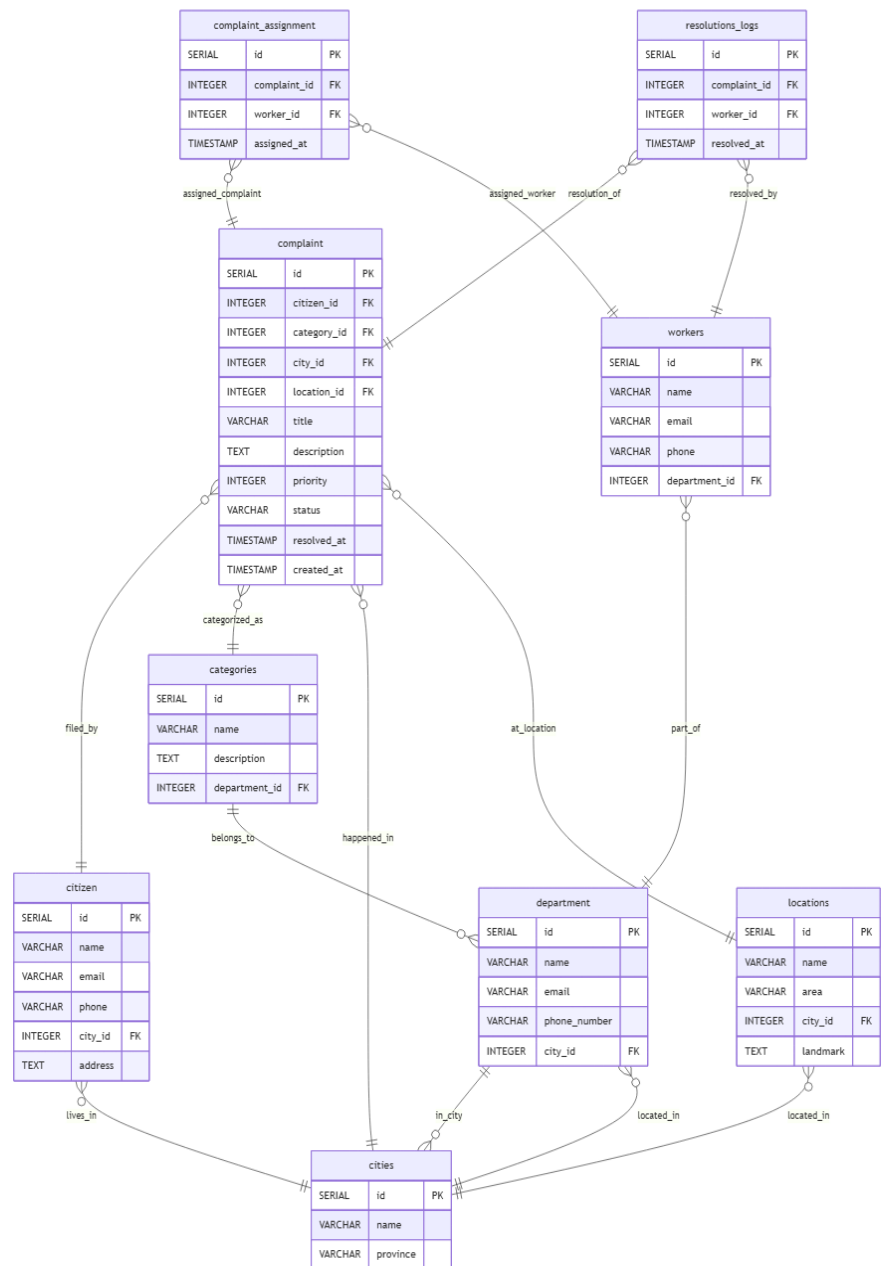 complaint_assignment
SERIAL id PK
INTEGER complaint_id FK
INTEGER worker_id FK
TIMESTAMP assigned_at
resolutions_logs
SERIAL id PK
INTEGER complaint_id FK
INTEGER worker_id FK
TIMESTAMP resolved_at
assigned_complaint
assigned_worker
resolution_of
resolved_by
complaint
SERIAL id PK
INTEGER citizen_id FK
INTEGER category_id FK
INTEGER city_id FK
INTEGER location_id FK
VARCHAR title
TEXT description
INTEGER priority
VARCHAR status
TIMESTAMP resolved_at
TIMESTAMP created_at
workers
SERIAL id PK
VARCHAR name
VARCHAR email
VARCHAR phone
INTEGER department_id FK
categorized_as
categories
SERIAL id PK
VARCHAR name
TEXT description
INTEGER department_id FK
filed_by
at_location
part_of
belongs_to
happened_in
citizen
SERIAL id PK
VARCHAR name
VARCHAR email
VARCHAR phone
INTEGER city_id FK
TEXT address
department
SERIAL id PK
VARCHAR name
VARCHAR email
VARCHAR phone_number
INTEGER city_id FK
locations
SERIAL id PK
VARCHAR name
VARCHAR area
INTEGER city_id FK
TEXT landmark
lives_in
in_city
located_in
located_in
cities
SERIAL id PK
VARCHAR name
VARCHAR province